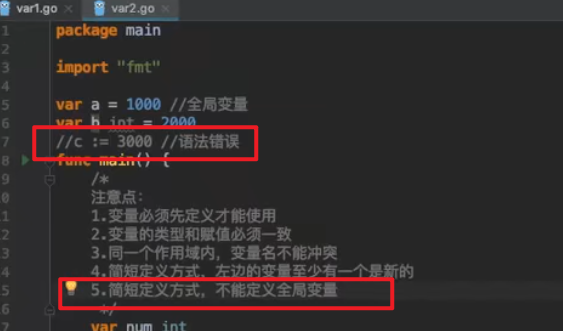 var1.go var2.go
1 package main
2
3 import "fmt"
4
5 var a = 1000 //全局变量
6 var b int = 2000
7 //c := 3000 //语法错误
8 func main() {
9 /*
0 注意点：
1 1.变量必须先定义才能使用
2 2.变量的类型和赋值必须一致
3 3.同一个作用域内，变量名不能冲突
4 4.简短定义方式，左边的变量至少有一个是新的
5 5.简短定义方式，不能定义全局变量
6 */
7 var num int